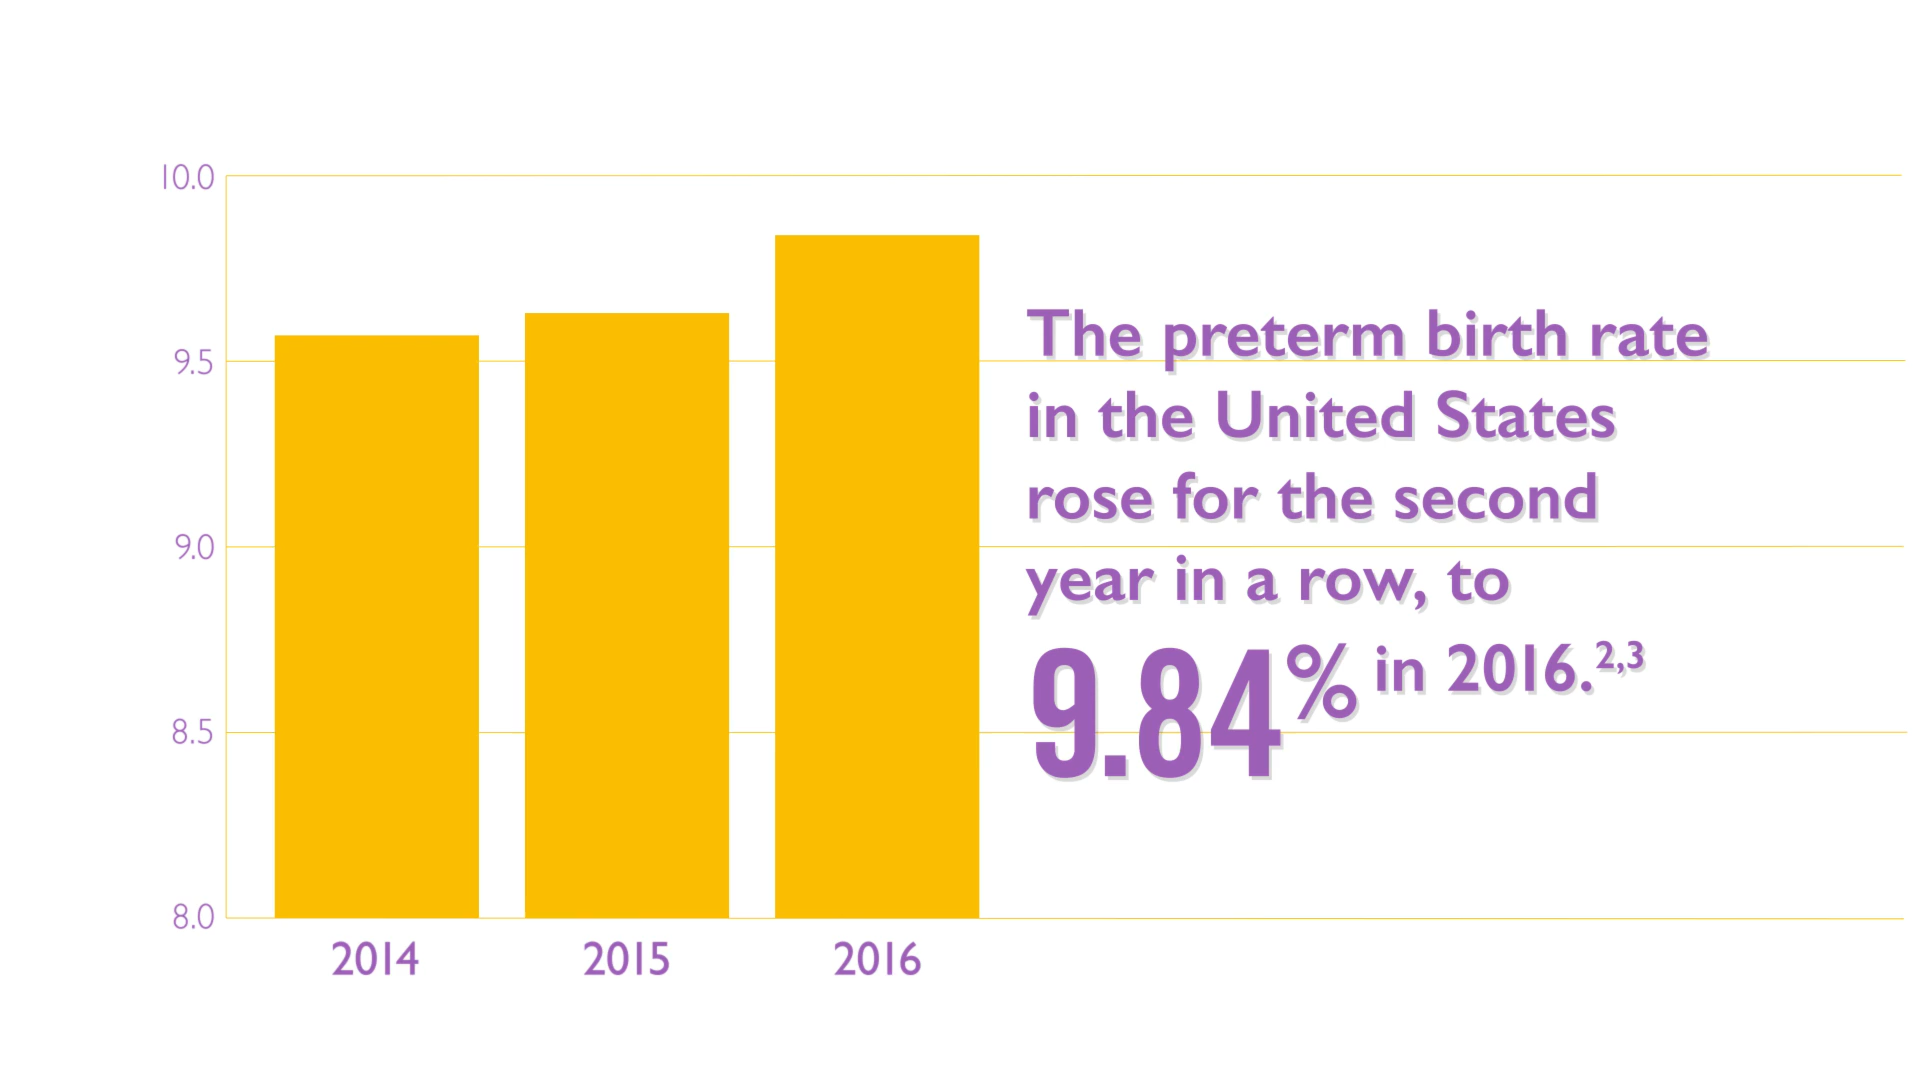 10.0
9.5
9.0
8.5
8.0
2014
2015
2016
The preterm birth rate
in the United States
rose for the second
year in a row, to
9.84% in 2016.2,3